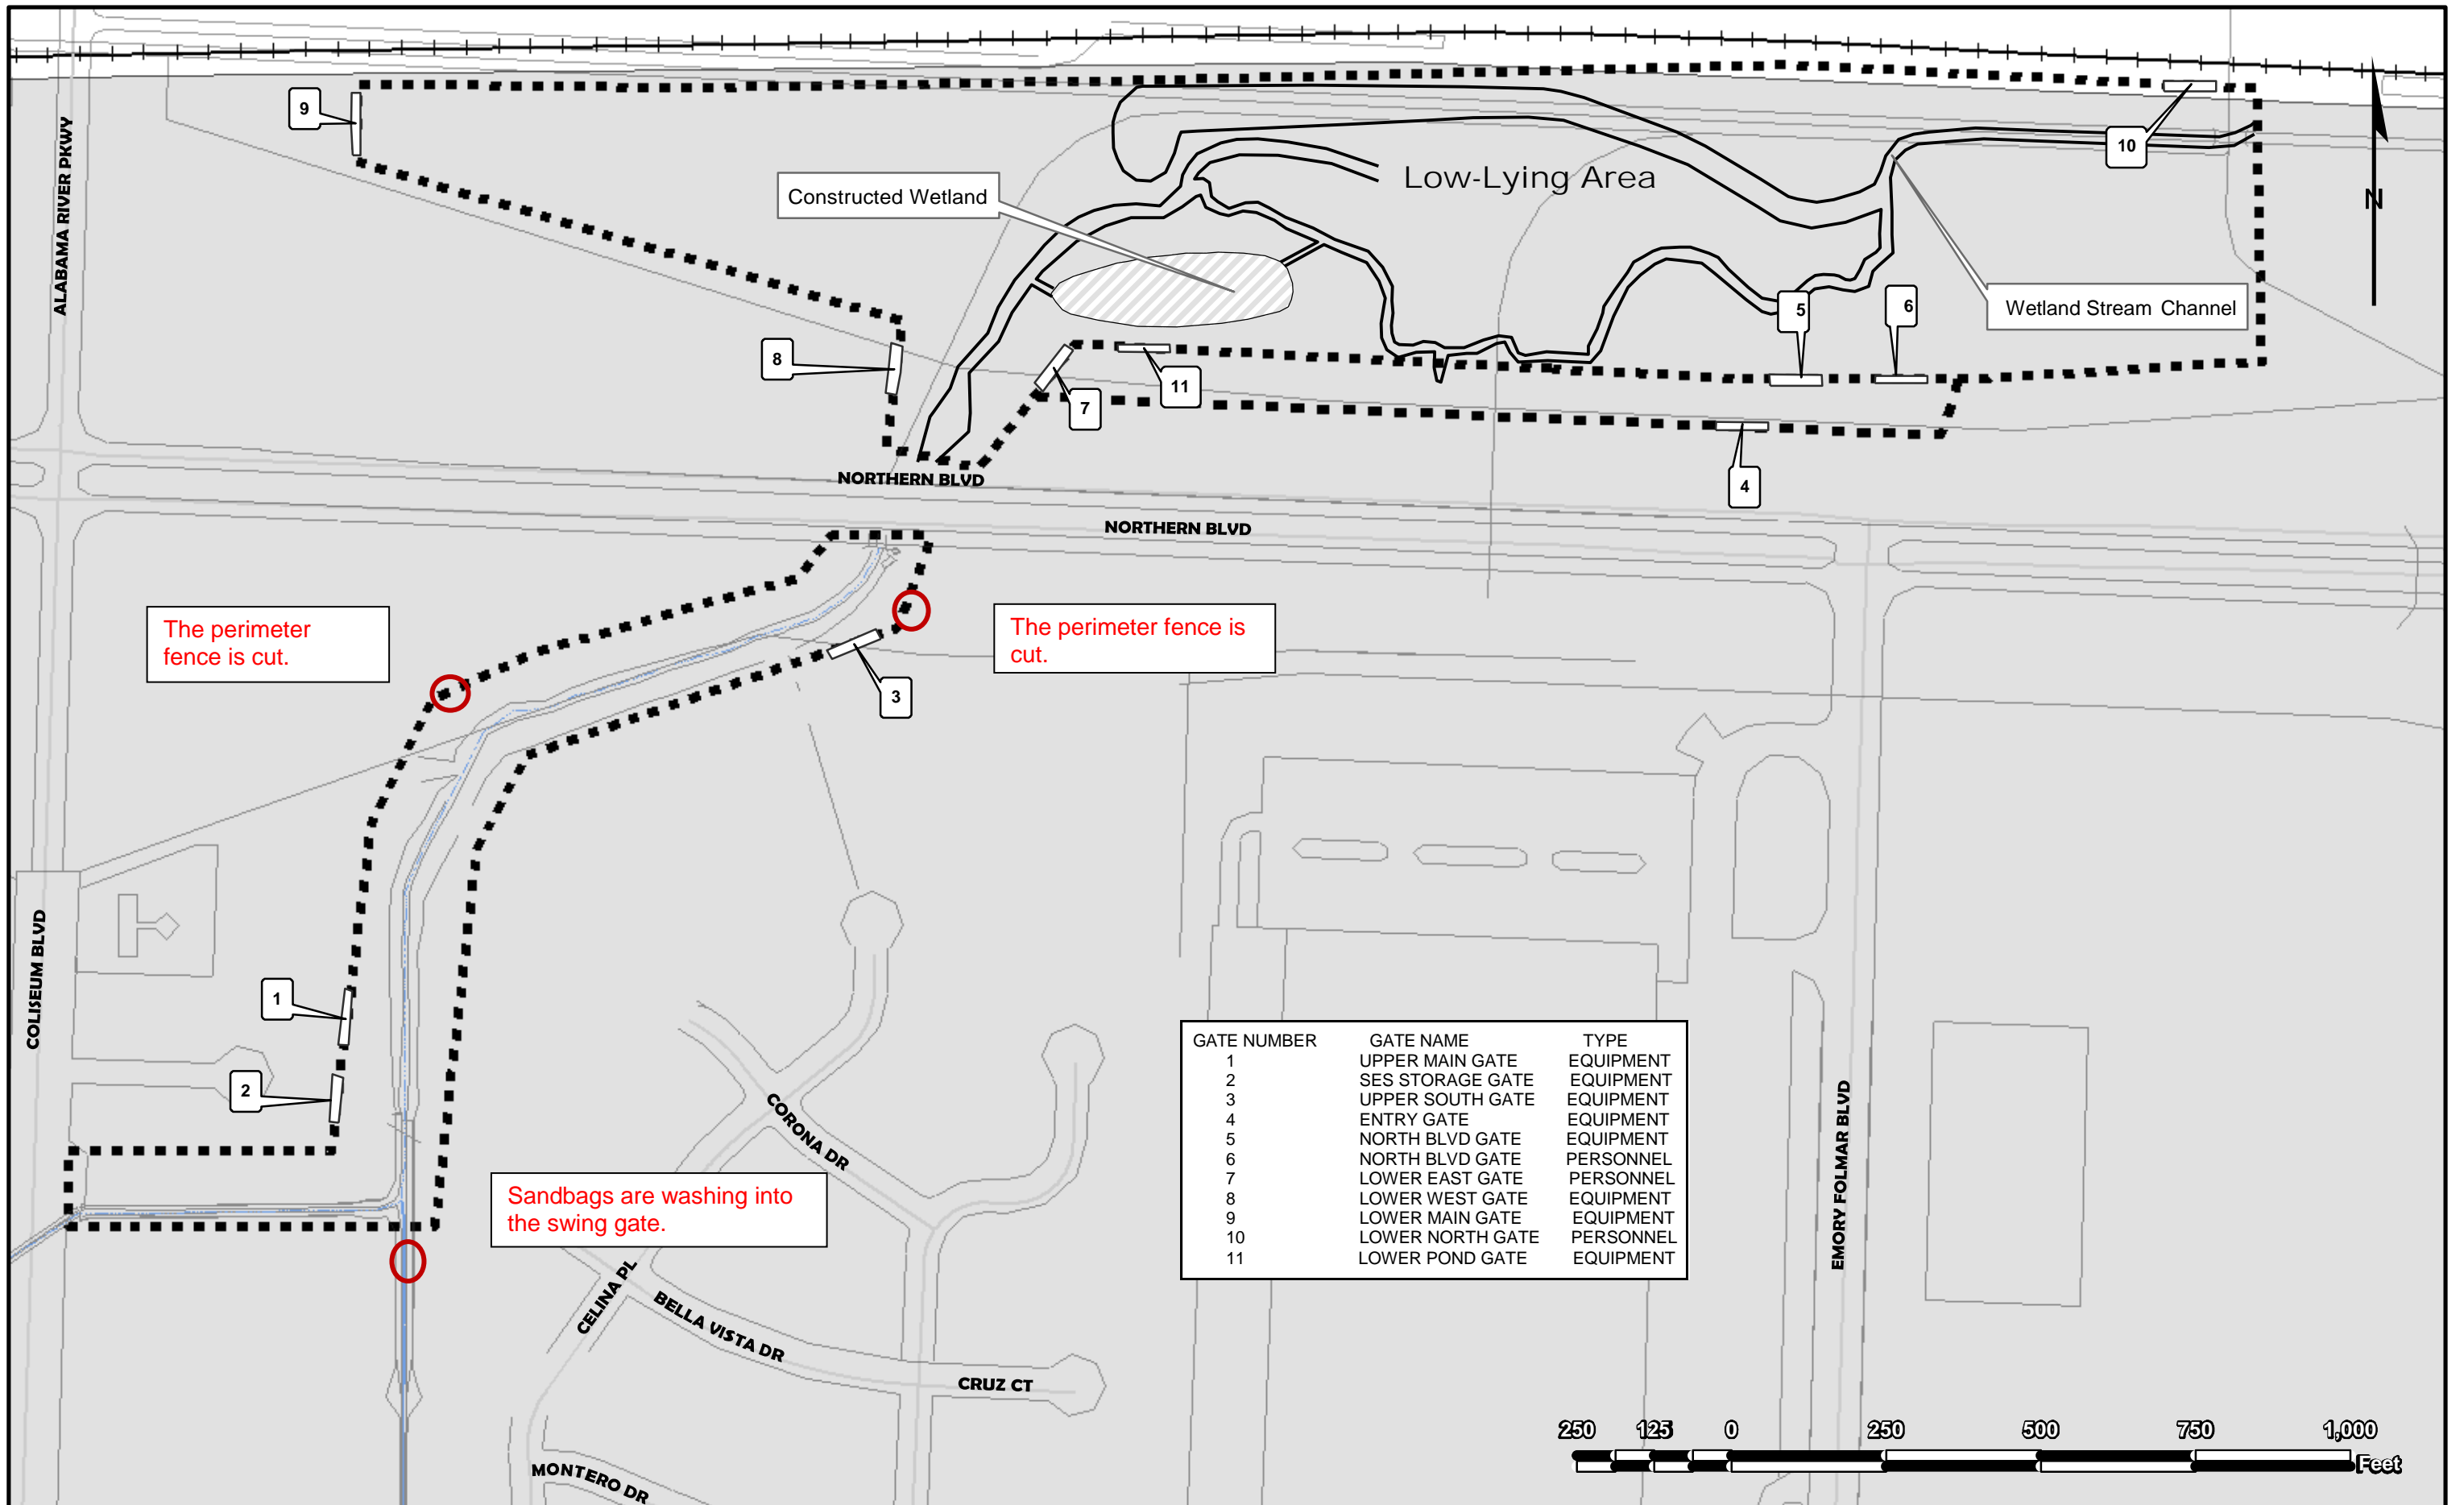 9
10
ALABAMA RIVER PKWY
Low-Lying Area
Constructed Wetland
N
Wetland Stream Channel
5
6
8
11
7
4
NORTHERN BLVD
NORTHERN BLVD
The perimeter
fence is cut.
The perimeter fence is
cut.
3
COLISEUM BLVD
1
2
GATE NUMBER GATE NAME TYPE
1 UPPER MAIN GATE EQUIPMENT
2 SES STORAGE GATE EQUIPMENT
3 UPPER SOUTH GATE EQUIPMENT
4 ENTRY GATE EQUIPMENT
5 NORTH BLVD GATE EQUIPMENT
6 NORTH BLVD GATE PERSONNEL
7 LOWER EAST GATE PERSONNEL
8 LOWER WEST GATE EQUIPMENT
9 LOWER MAIN GATE EQUIPMENT
10 LOWER NORTH GATE PERSONNEL
11 LOWER POND GATE EQUIPMENT
CORONA DR
EMORY FOLMAR BLVD
Sandbags are washing into
the swing gate.
CELINA PL
BELLA VISTA DR
CRUZ CT
MONTERO DR
250 125 0 250 500 750 1,000
Feet